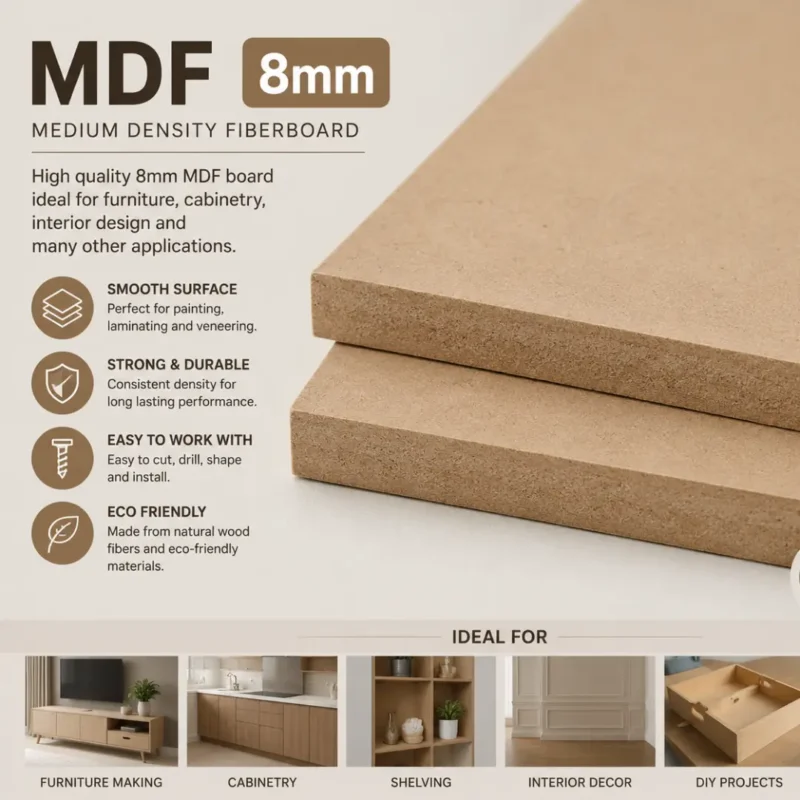 MDF 8mm
MEDIUM DENSITY FIBERBOARD
High quality 8mm MDF board
ideal for furniture, cabinetry,
interior design and
many other applications.
SMOOTH SURFACE
Perfect for painting,
laminating and veneering.
STRONG & DURABLE
Consistent density for
long lasting performance.
EASY TO WORK WITH
Easy to cut, drill, shape
and install.
ECO FRIENDLY
Made from natural wood
fibers and eco-friendly
materials.
IDEAL FOR
FURNITURE MAKING
CABINETRY
SHELVING
INTERIOR DECOR
DIY PROJECTS